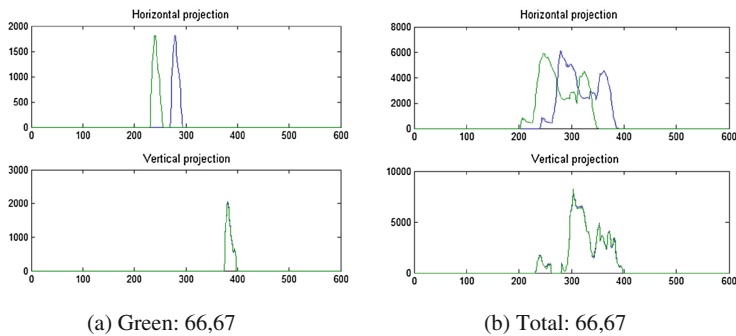 Horizontal projection
2000
1500
1000
500
0
0 100 200 300 400 500 600
Vertical projection
3000
2000
1000
0
0 100 200 300 400 500 600
(a) Green: 66,67
Horizontal projection
8000
6000
4000
2000
0
0 100 200 300 400 500 600
Vertical projection
10000
5000
0
0 100 200 300 400 500 600
(b) Total: 66,67